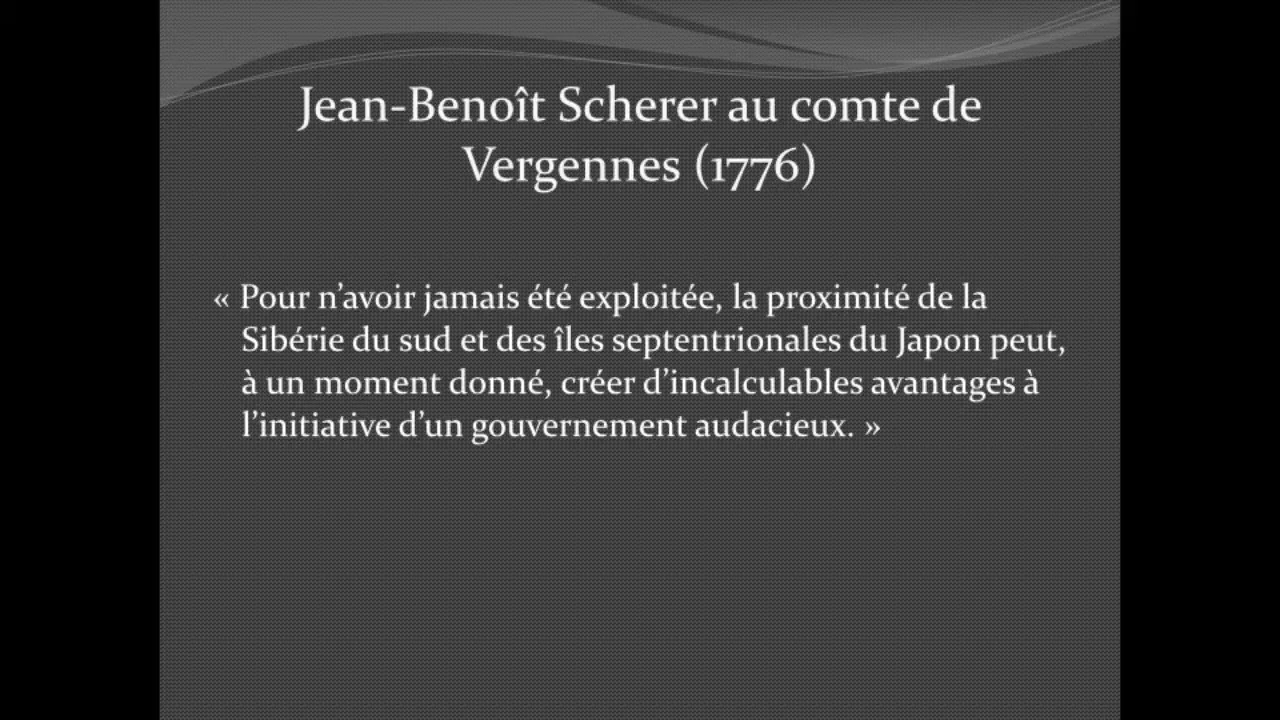 Jean-Benoît Scherer au comte de
Vergennes (1776)
« Pour n’avoir jamais été exploitée, la proximité de la
Sibérie du sud et des îles septentrionales du Japon peut,
à un moment donné, créer d’incalculables avantages à
l’initiative d’un gouvernement audacieux. »